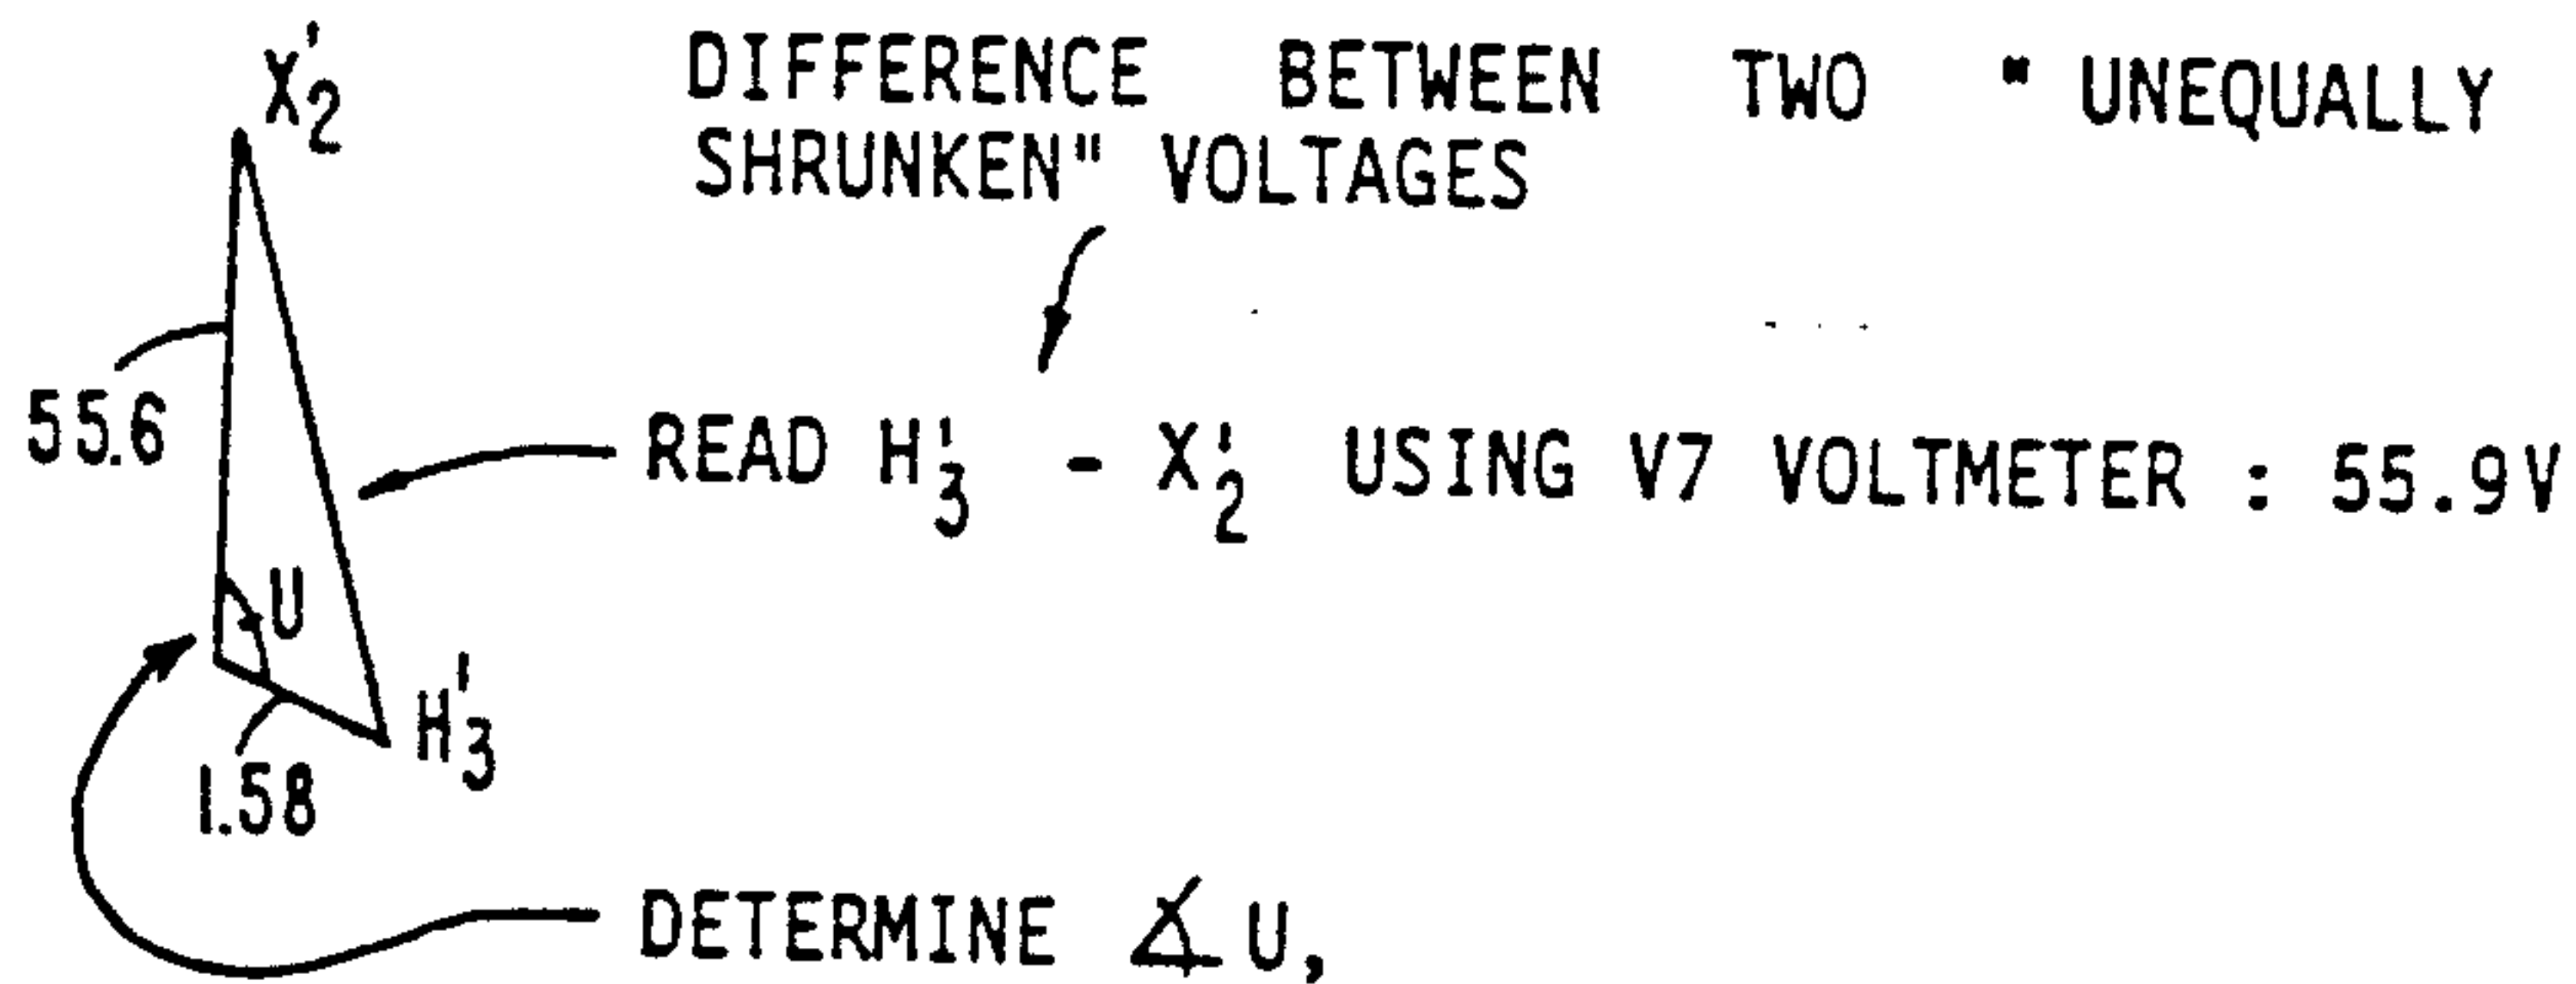 X'2
DIFFERENCE BETWEEN TWO " UNEQUALLY
SHRUNKEN" VOLTAGES
55.6
READ H'3 - X'2 USING V7 VOLTMETER : 55.9V
U
H'3
1.58
DETERMINE ∡ U,